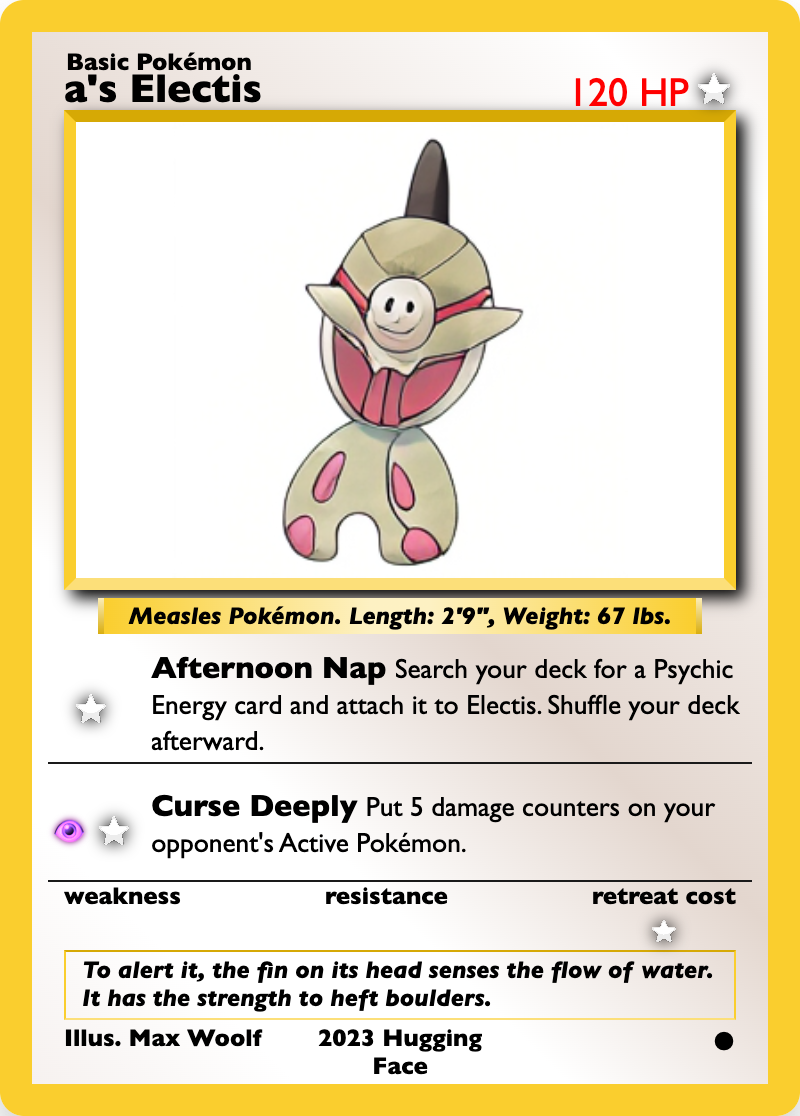 Basic Pokémon
a's Electis
120 HP
Measles Pokémon. Length: 2'9", Weight: 67 lbs.
Afternoon Nap Search your deck for a Psychic
Energy card and attach it to Electis. Shuffle your deck
afterward.
Curse Deeply Put 5 damage counters on your
opponent's Active Pokémon.
weakness resistance retreat cost
To alert it, the fin on its head senses the flow of water.
It has the strength to heft boulders.
Illus. Max Woolf 2023 Hugging
Face